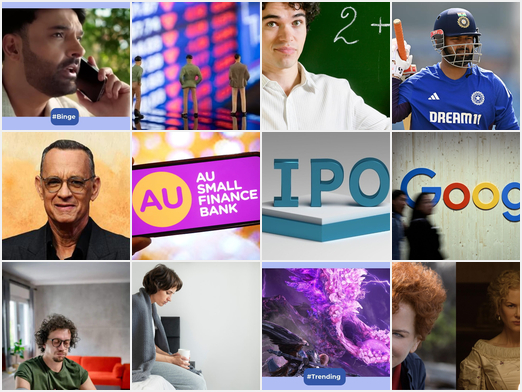 #Binge
2+
DREAM11
AU
AU
SMALL
FINANCE
BANK
IPO
Goog
#Trending